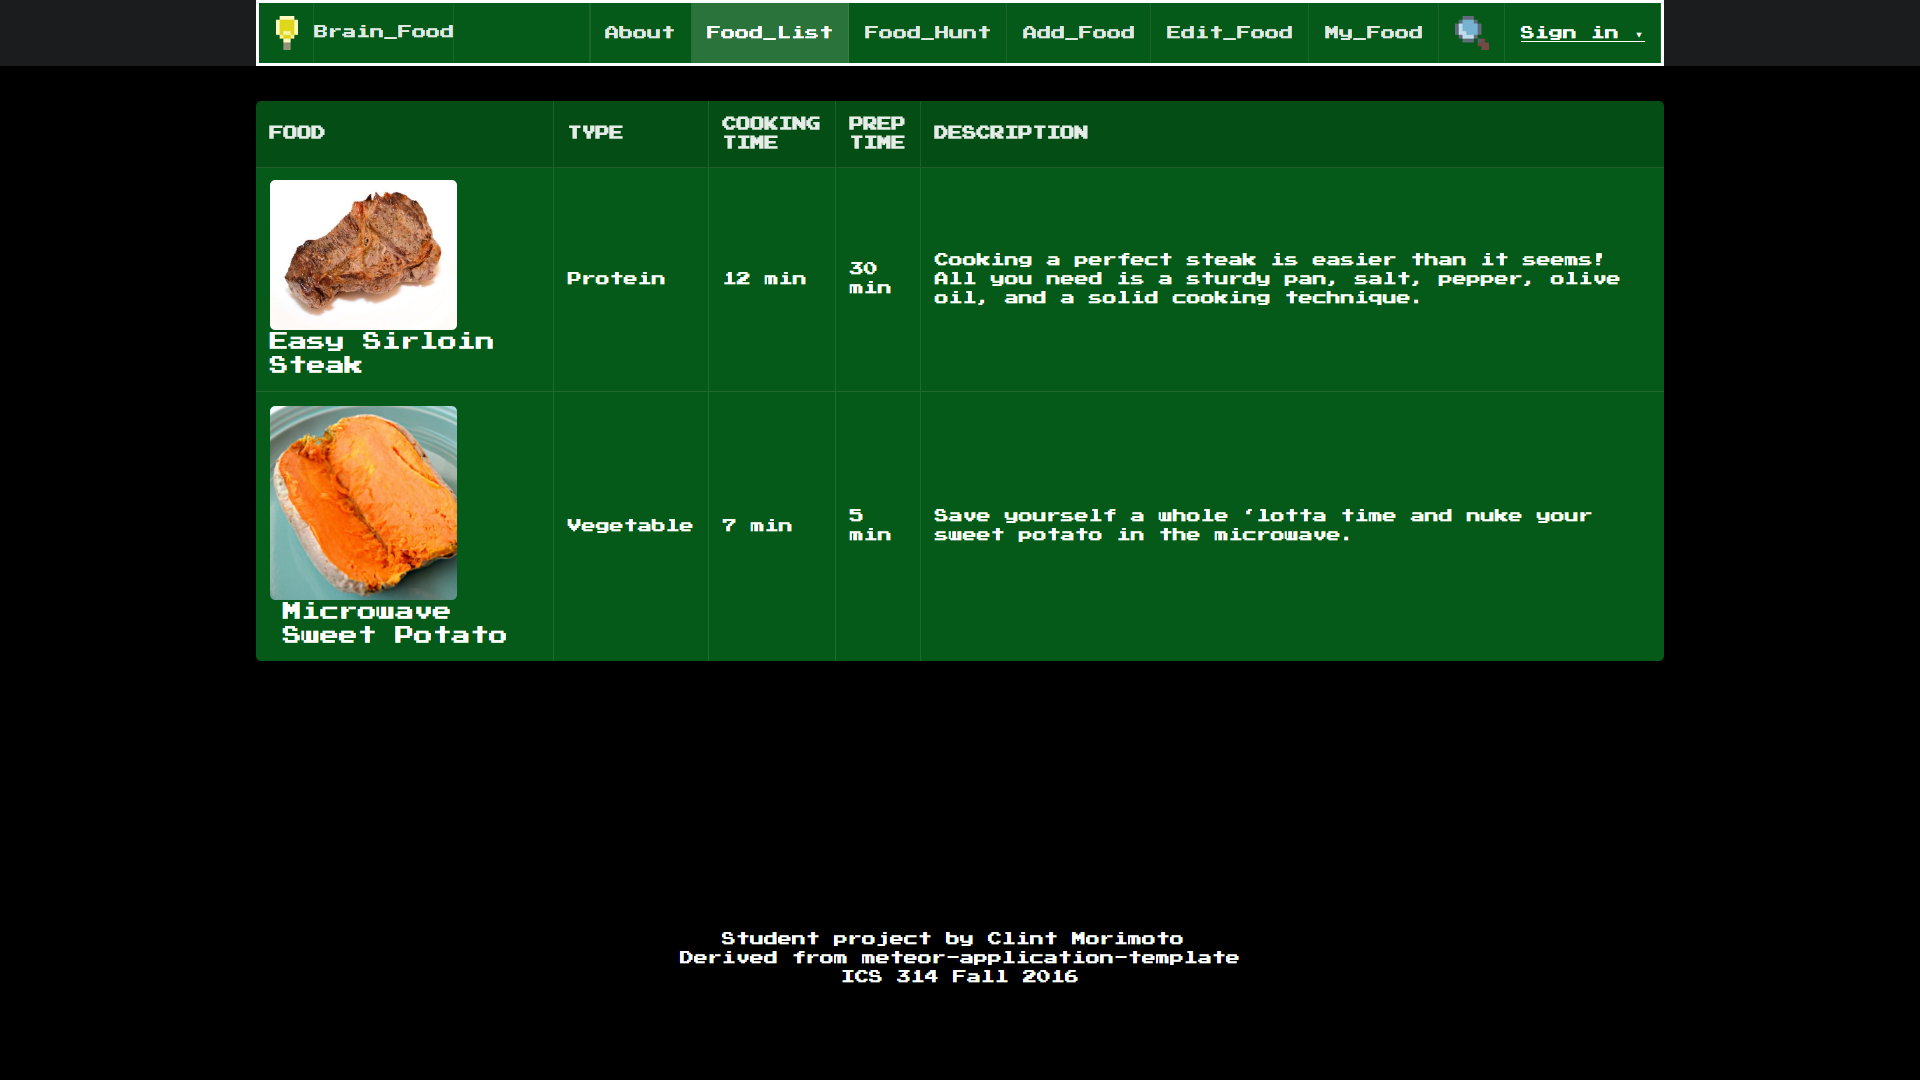 Brain_Food
About
Food_List
Food_Hunt
Add_Food
Edit_Food
My_Food
Sign in ▾
FOOD
TYPE
COOKING
TIME
PREP
TIME
DESCRIPTION
Easy Sirloin
Steak
Protein
12 min
30
min
Cooking a perfect steak is easier than it seems!
All you need is a sturdy pan, salt, pepper, olive
oil, and a solid cooking technique.
Microwave
Sweet Potato
Vegetable
7 min
5
min
Save yourself a whole ‘lotta time and nuke your
sweet potato in the microwave.
Student project by Clint Morimoto
Derived from meteor-application-template
ICS 314 Fall 2016